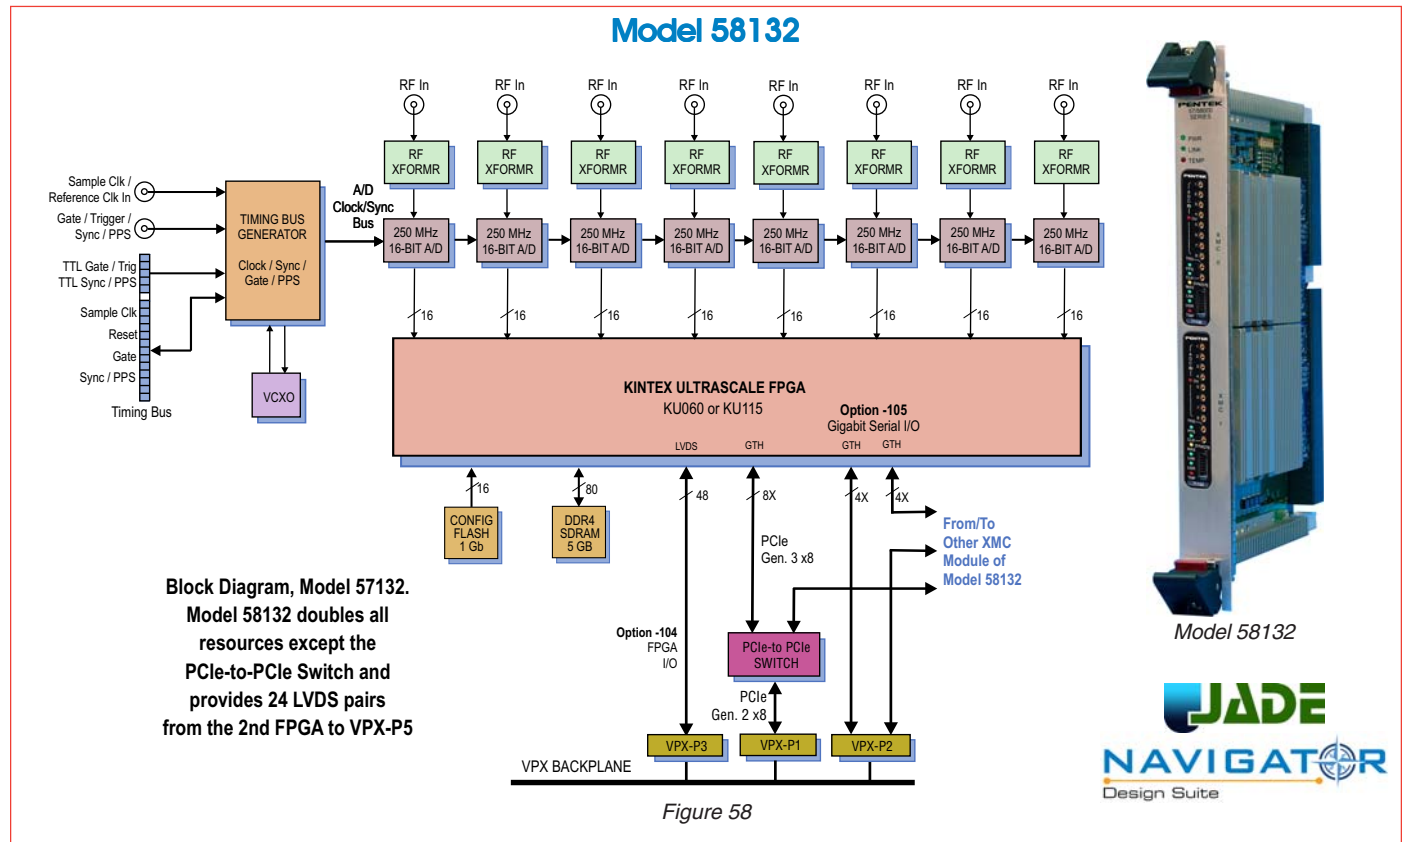 Model 58132
RF In
RF In
RF In
RF In
RF In
RF In
RF In
RF In
RF
XFORMR
RF
XFORMR
RF
XFORMR
RF
XFORMR
RF
XFORMR
RF
XFORMR
RF
XFORMR
RF
XFORMR
Sample Clk /
Reference Clk In
Gate / Trigger /
Sync / PPS
TTL Gate / Trig
TTL Sync / PPS
Sample Clk
Reset
Gate
Sync / PPS
Timing Bus
TIMING BUS
GENERATOR
Clock / Sync /
Gate / PPS
VCXO
A/D
Clock/Sync
Bus
250 MHz
16-BIT A/D
250 MHz
16-BIT A/D
250 MHz
16-BIT A/D
250 MHz
16-BIT A/D
250 MHz
16-BIT A/D
250 MHz
16-BIT A/D
250 MHz
16-BIT A/D
250 MHz
16-BIT A/D
16
16
16
16
16
16
16
16
KINTEX ULTRASCALE FPGA
KU060 or KU115
Option -105
Gigabit Serial I/O
LVDS
GTH
GTH
GTH
16
80
48
8X
4X
4X
CONFIG
FLASH
1 Gb
DDR4
SDRAM
5 GB
PCIe
Gen. 3 x8
From/To
Other XMC
Module of
Model 58132
Block Diagram, Model 57132.
Model 58132 doubles all
resources except the
PCIe-to-PCIe Switch and
provides 24 LVDS pairs
from the 2nd FPGA to VPX-P5
Option -104
FPGA
I/O
PCIe-to PCIe
SWITCH
PCIe
Gen. 2 x8
VPX-P3
VPX-P1
VPX-P2
VPX BACKPLANE
Figure 58
PENTEK
SERIES
PWR
LINK
TEMP
PENTEK
PENTEK
Model 58132
JADE
NAVIGATOR
Design Suite